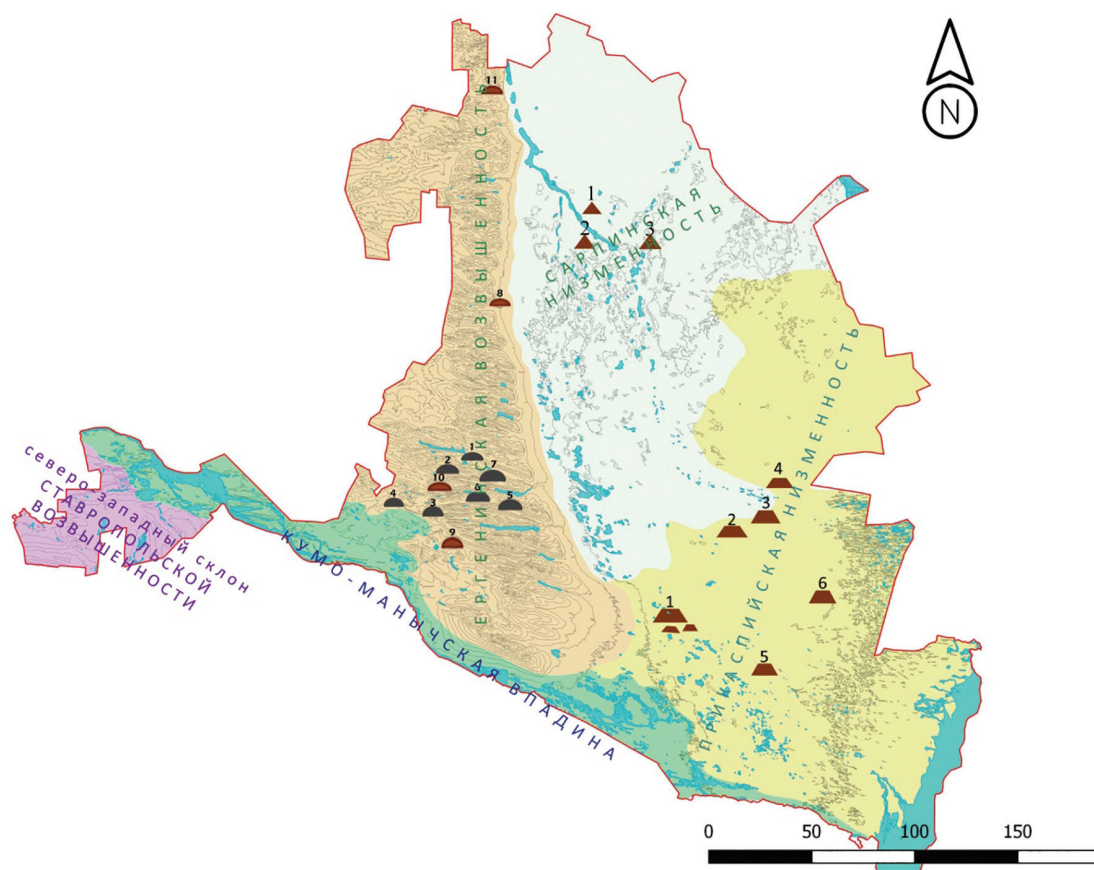 11
N
1
2
3
САРПИНСКАЯ
НИЗМЕННОСТЬ
8
ЕРГЕНИНСКАЯ ВОЗВЫШЕННОСТЬ
ПРИКАСПИЙСКАЯ НИЗМЕННОСТЬ
северо-западный склон
СТАВРОПОЛЬСКОЙ
ВОЗВЫШЕННОСТИ
КУМО-МАНЫЧСКАЯ ВПАДИНА
1
2
7
10
6
4
3
5
9
4
3
2
6
1
5
0 50 100 150